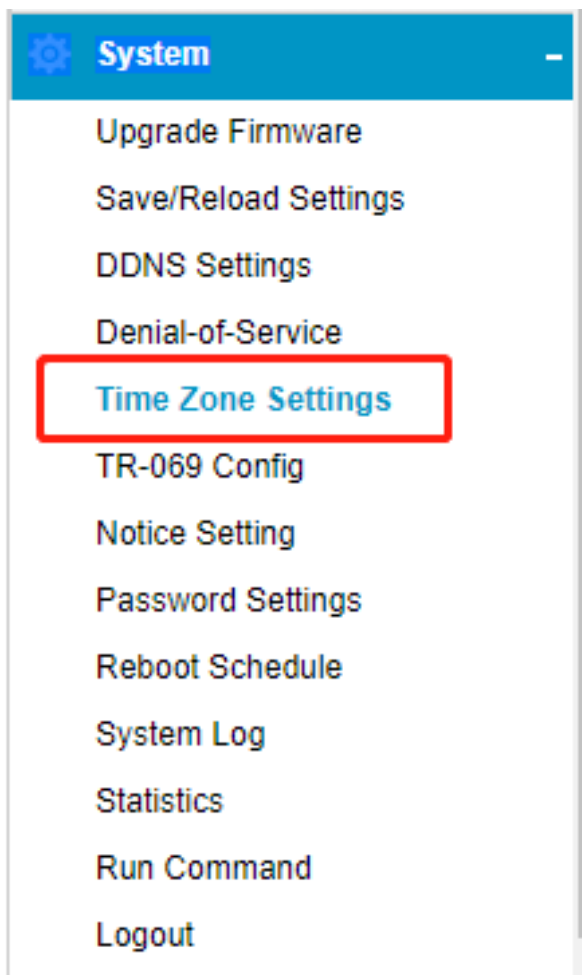 System -
Upgrade Firmware
Save/Reload Settings
DDNS Settings
Denial-of-Service
Time Zone Settings
TR-069 Config
Notice Setting
Password Settings
Reboot Schedule
System Log
Statistics
Run Command
Logout